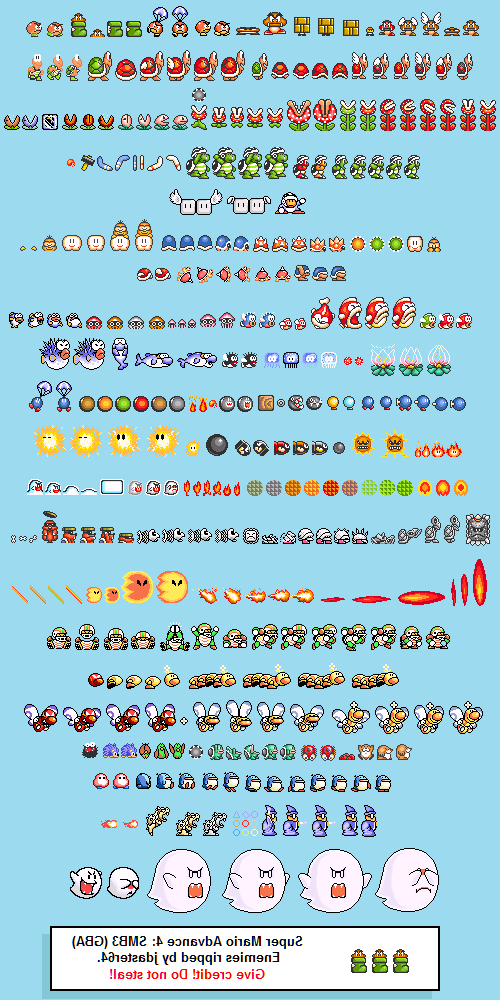 Super Mario Advance 4: SMB3 (GBA)
Enemies ripped by jdaster64.
Give credit! Do not steal!